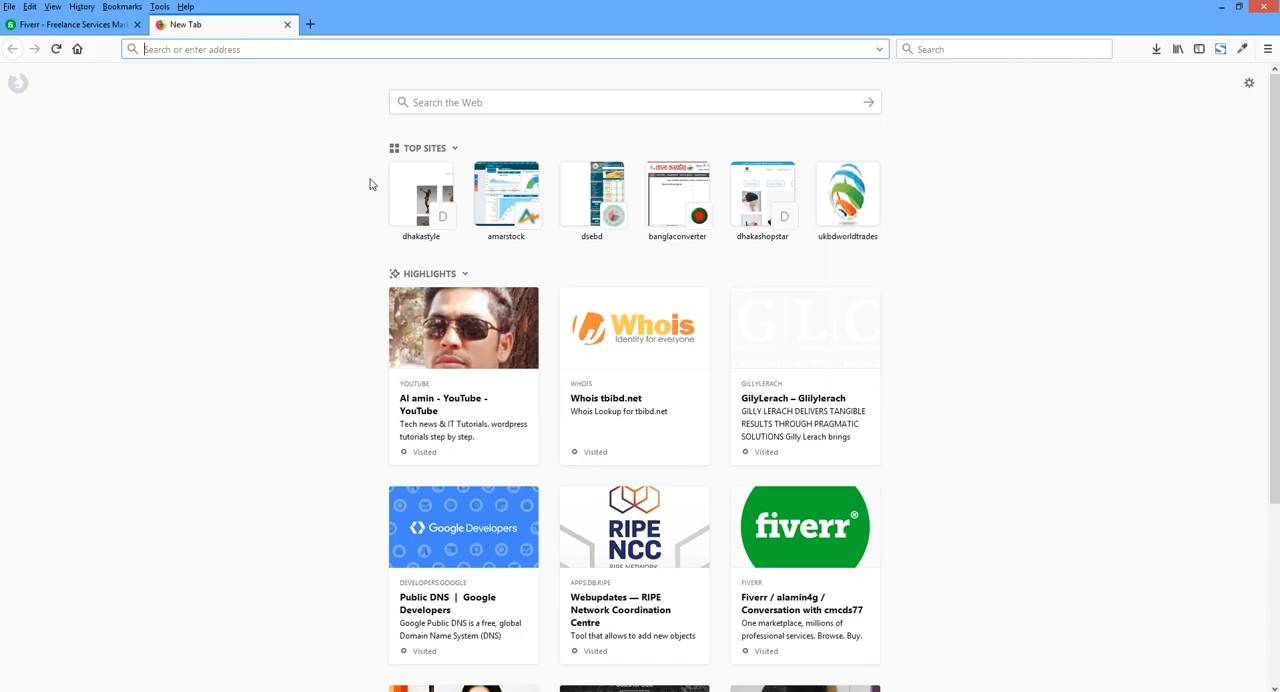 File Edit View History Bookmarks Tools Help
Fiverr - Freelance Services Mar
New Tab
Search or enter address
Search
Search the Web
TOP SITES
D
D
dhakastyle
amarstock
dsebd
banglaconverter
dhakashopstar
ukbdworldtrades
HIGHLIGHTS
YOUTUBE
Al amin - YouTube -
YouTube
Tech news & IT Tutorials. wordpress
tutorials step by step.
Visited
Whois
Identity for everyone
WHOIS
Whois tbibd.net
Whois Lookup for tbibd.net
Visited
GLC
GILLYLERACH
GilyLerach – Glilylerach
GILLY LERACH DELIVERS TANGIBLE
RESULTS THROUGH PRAGMATIC
SOLUTIONS Gilly Lerach brings
Visited
Google Developers
DEVELOPERS.GOOGLE
Public DNS | Google
Developers
Google Public DNS is a free, global
Domain Name System (DNS)
Visited
RIPE
NCC
RIPE NETWORK
APPS.DB.RIPE
Webupdates — RIPE
Network Coordination
Centre
Tool that allows to add new objects
Visited
fiverr®
FIVERR
Fiverr / alamin4g /
Conversation with cmcds77
One marketplace, millions of
professional services. Browse. Buy.
Visited